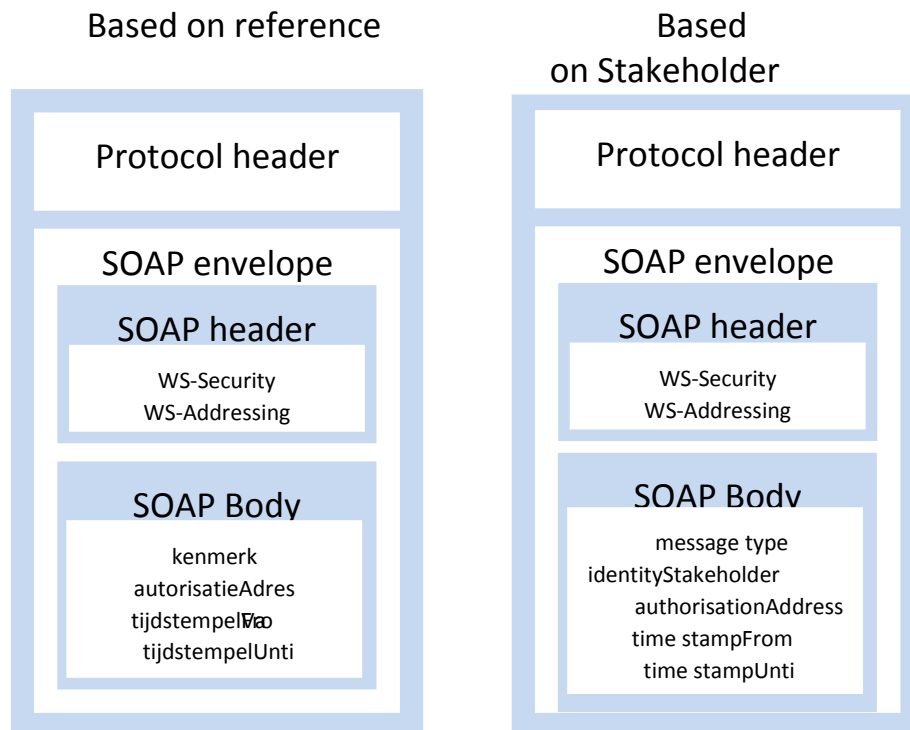 Based on reference
Protocol header
SOAP envelope
SOAP header
WS-Security
WS-Addressing
SOAP Body
kenmerk
autorisatieAdres
tijdstempelUnti
Based
on Stakeholder
Protocol header
SOAP envelope
SOAP header
WS-Security
WS-Addressing
SOAP Body
message type
identityStakeholder
authorisationAddress
time stampFrom
time stampUnti